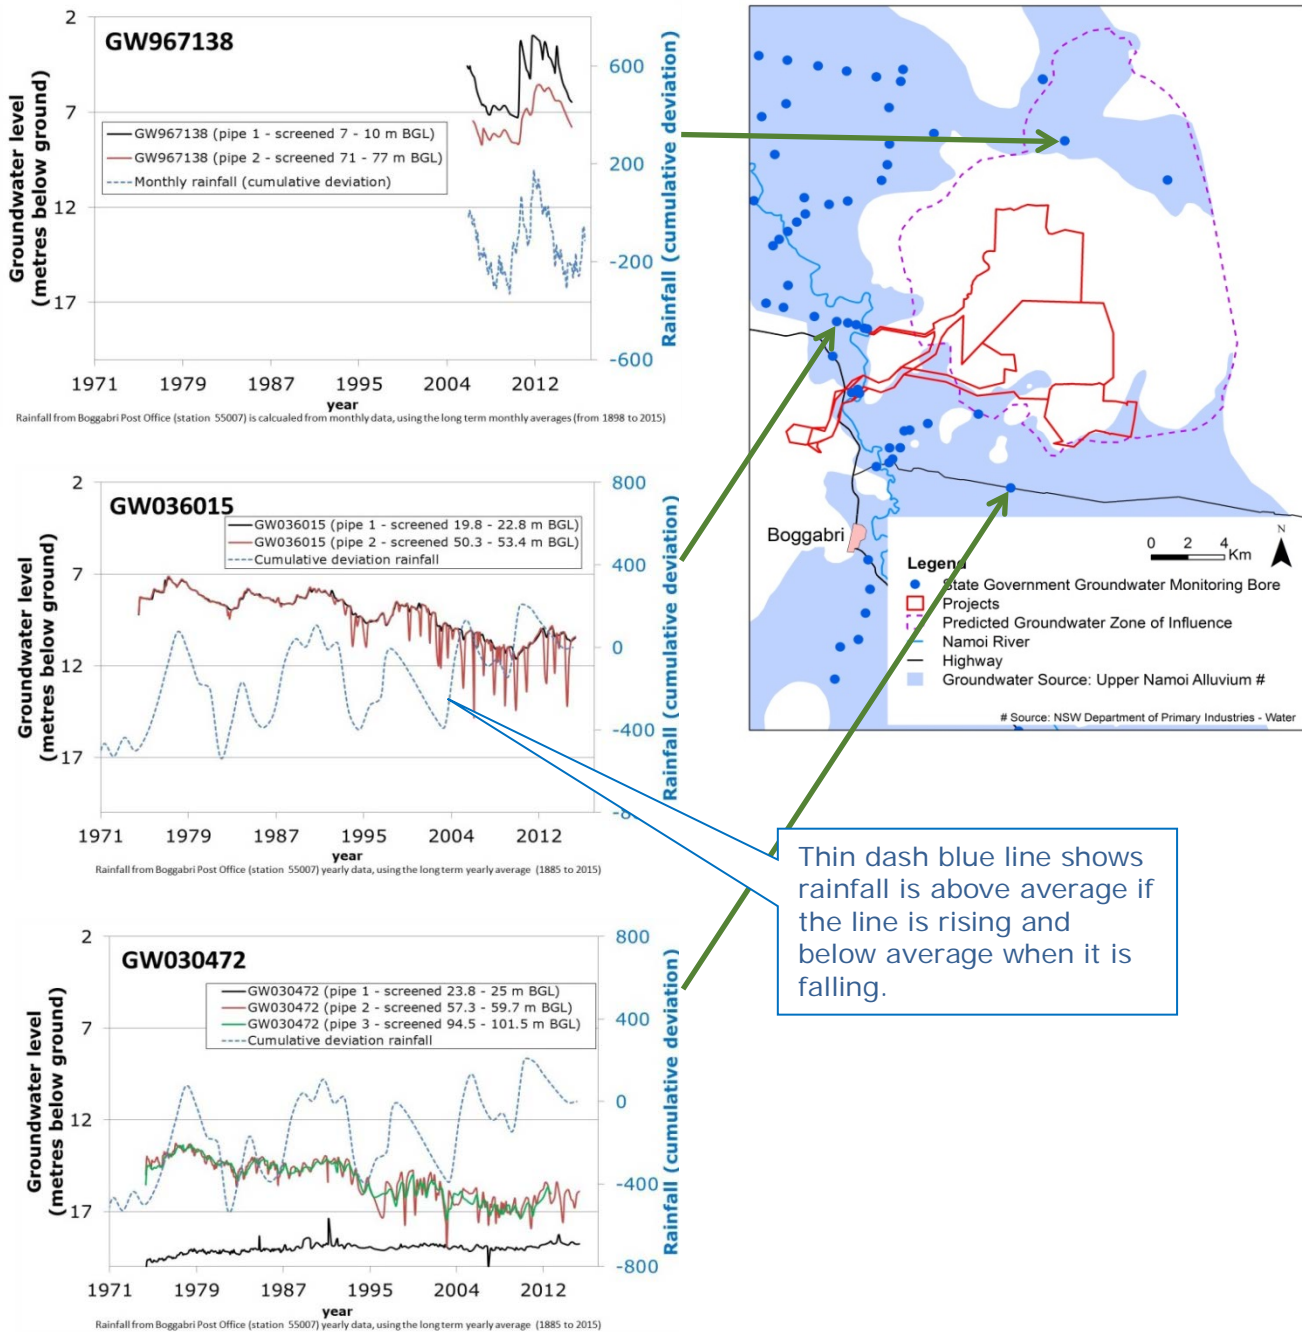 GW967138
2
7
12
17
Groundwater level
(metres below ground)
GW967138 (pipe 1 - screened 7 - 10 m BGL)
GW967138 (pipe 2 - screened 71 - 77 m BGL)
Monthly rainfall (cumulative deviation)
600
200
-200
-600
Rainfall (cumulative deviation)
1971 1979 1987 1995 2004 2012
year
Rainfall from Boggabri Post Office (station 55007) is calcualed from monthly data, using the long term monthly averages (from 1898 to 2015)
GW036015
2
7
12
17
Groundwater level
(metres below ground)
GW036015 (pipe 1 - screened 19.8 - 22.8 m BGL)
GW036015 (pipe 2 - screened 50.3 - 53.4 m BGL)
Cumulative deviation rainfall
800
400
0
-400
Rainfall (cumulative deviation)
1971 1979 1987 1995 2004 2012
year
Rainfall from Boggabri Post Office (station 55007) yearly data, using the long term yearly average (1885 to 2015)
GW030472
2
7
12
17
Groundwater level
(metres below ground)
GW030472 (pipe 1 - screened 23.8 - 25 m BGL)
GW030472 (pipe 2 - screened 57.3 - 59.7 m BGL)
GW030472 (pipe 3 - screened 94.5 - 101.5 m BGL)
Cumulative deviation rainfall
800
400
0
-400
-800
Rainfall (cumulative deviation)
1971 1979 1987 1995 2004 2012
year
Rainfall from Boggabri Post Office (station 55007) yearly data, using the long term yearly average (1885 to 2015)
Boggabri
N
0 2 4
Km
Legend
State Government Groundwater Monitoring Bore
Projects
Predicted Groundwater Zone of Influence
Namoi River
Highway
Groundwater Source: Upper Namoi Alluvium #
# Source: NSW Department of Primary Industries - Water
Thin dash blue line shows
rainfall is above average if
the line is rising and
below average when it is
falling.